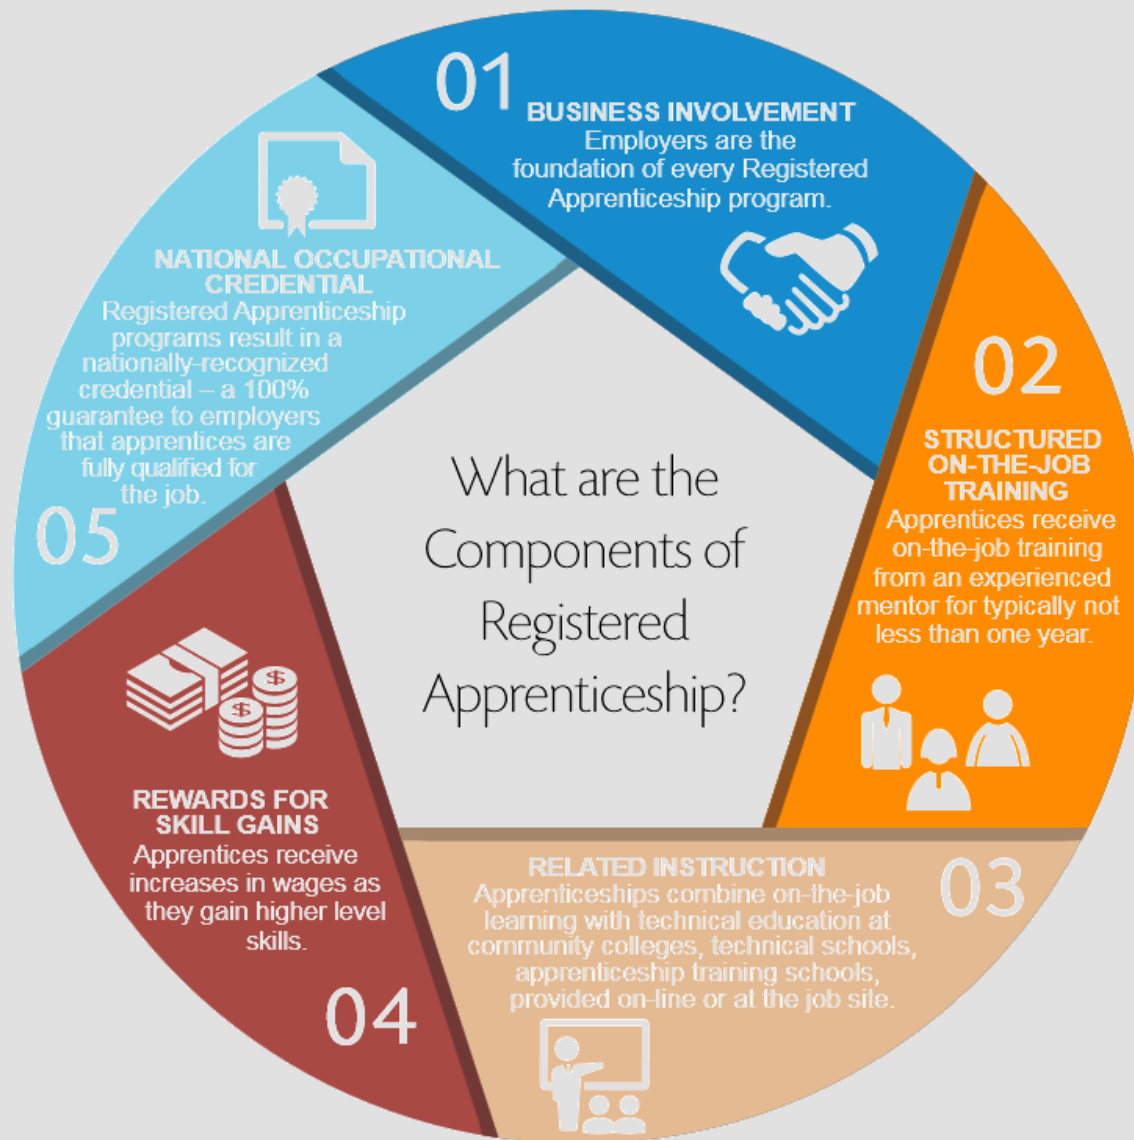 What are the
Components of
Registered
Apprenticeship?
01
BUSINESS INVOLVEMENT
Employers are the
foundation of every Registered
Apprenticeship program.
02
STRUCTURED
ON-THE-JOB
TRAINING
Apprentices receive
on-the-job training
from an experienced
mentor for typically not
less than one year.
03
RELATED INSTRUCTION
Apprenticeships combine on-the-job
learning with technical education at
community colleges, technical schools,
apprenticeship training schools,
provided on-line or at the job site.
04
REWARDS FOR
SKILL GAINS
Apprentices receive
increases in wages as
they gain higher level
skills.
$
$
05
NATIONAL OCCUPATIONAL
CREDENTIAL
Registered Apprenticeship
programs result in a
nationally-recognized
credential – a 100%
guarantee to employers
that apprentices are
fully qualified for
the job.